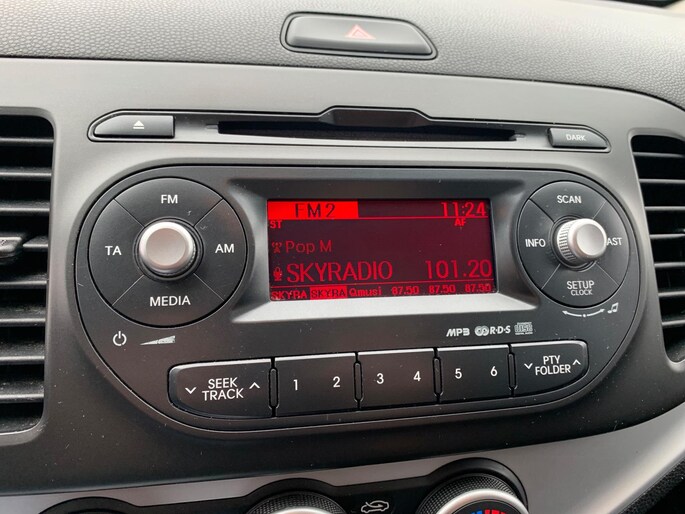 DARK
FM
TA
AM
MEDIA
FM2 11:24
ST AF
Pop M
SKYRADIO 101.20
SKYRA SKYRA Qmusi 87.50 87.50 87.50
SCAN
INFO
AST
SETUP
CLOCK
MP3 R·D·S
SEEK
TRACK
1 2
3 4
5 6
PTY
FOLDER